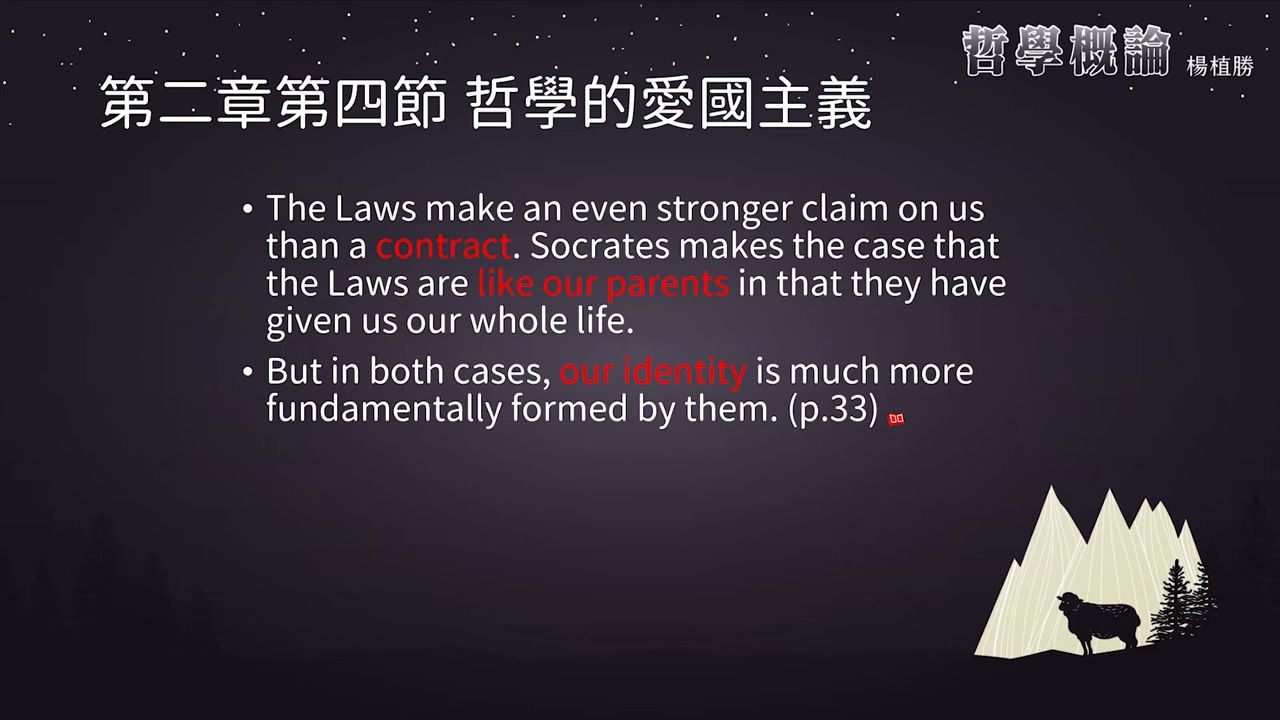 哲學概論 楊植勝
第二章第四節 哲學的愛國主義
• The Laws make an even stronger claim on us
than a contract. Socrates makes the case that
the Laws are like our parents in that they have
given us our whole life.
• But in both cases, our identity is much more
fundamentally formed by them. (p.33)